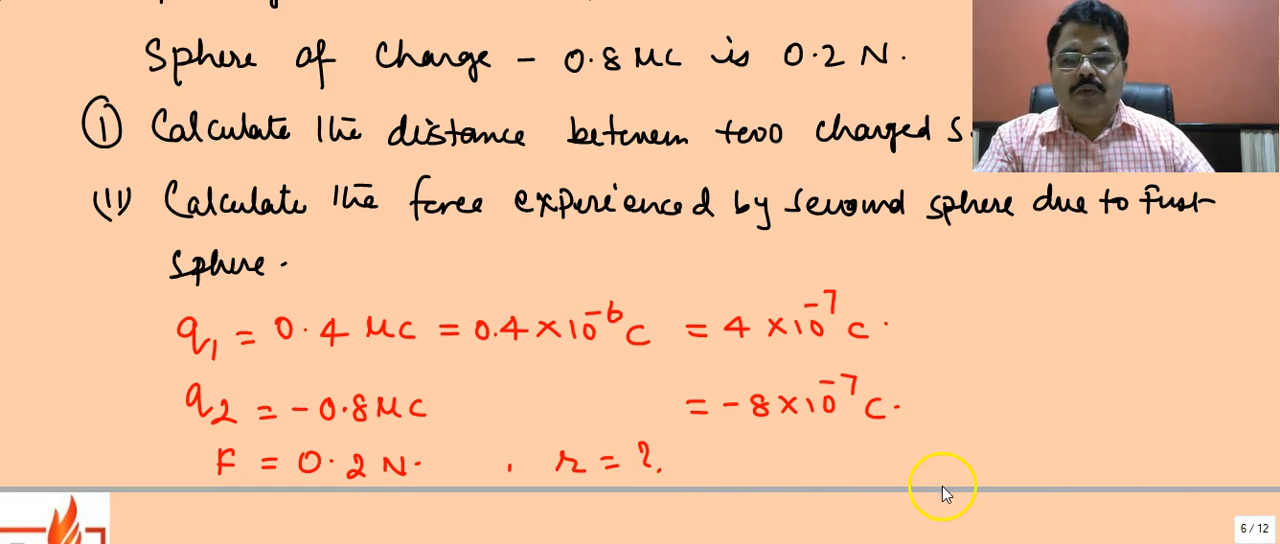 Sphere of Charge - 0.8 μC is 0.2 N.
(i) Calculate the distance between two charged s
(ii) Calculate the force experienced by second sphere due to first
sphere.
q₁ = 0.4 μC = 0.4 × 10⁻⁶ C = 4 × 10⁻⁷ C.
q₂ = - 0.8 μC = - 8 × 10⁻⁷ C.
F = 0.2 N. , r = ?
6 / 12